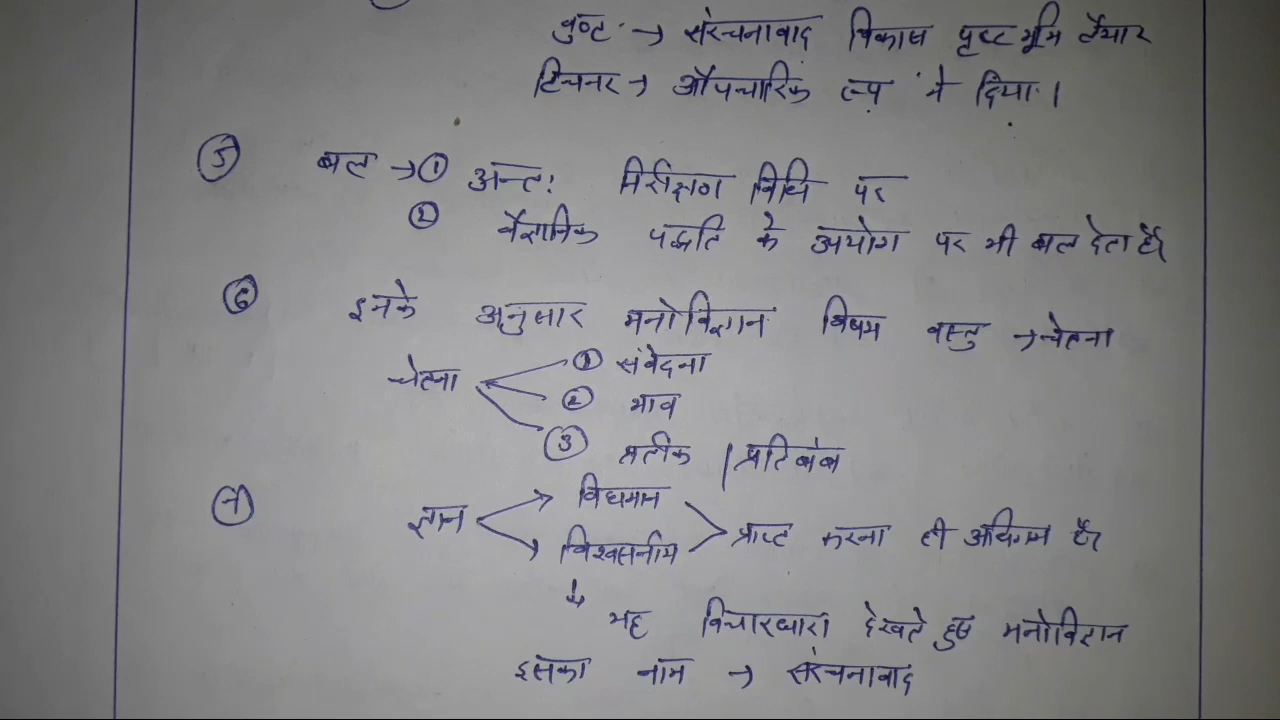 वुण्ट → संरचनावाद विकास पृष्ट भूमि तैयार
टिचनर → औपचारिक रूप में दिया।
⑤ बल → ① अन्त: निरीक्षण विधि पर
② वैज्ञानिक पद्धति के उपयोग पर भी बल देता है।
⑥ इनके अनुसार मनोविज्ञान विषय वस्तु → चेतना
चेतना ① संवेदना
② भाव
③ प्रतीक / प्रतिबंब
⑦ ज्ञान → विद्यमान
→ विश्वसनीय प्राप्ट करना ही अधिगम है।
↓ यह विचारधारा देखते हुए मनोविज्ञान
इसका नाम → संरचनावाद